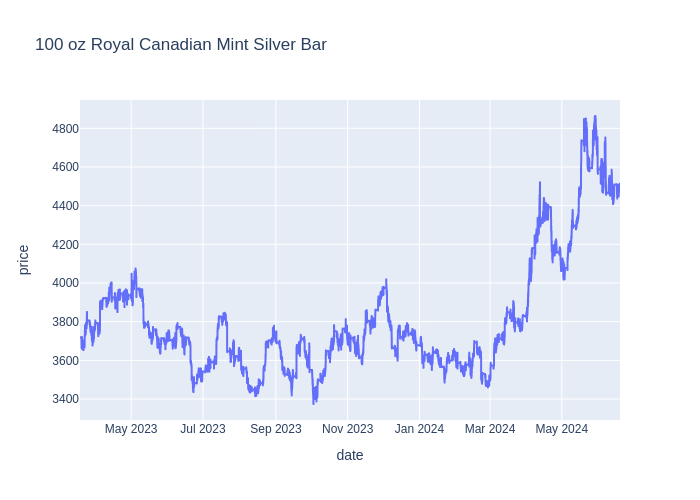 100 oz Royal Canadian Mint Silver Bar
4800
4600
4400
4200
4000
3800
3600
3400
price
May 2023 Jul 2023 Sep 2023 Nov 2023 Jan 2024 Mar 2024 May 2024
date